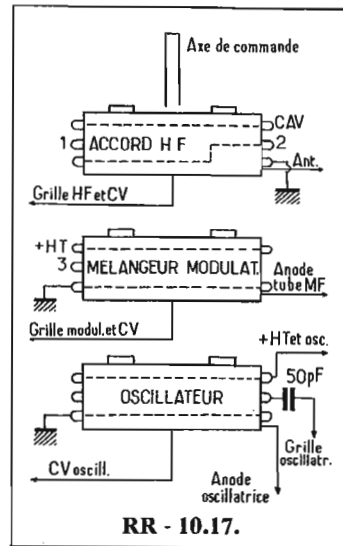 Axe de commande
CAV
1 ACCORD HF 2
Ant.
Grille HF et CV
+HT
3 MELANGEUR MODULAT.
Anode
tube MF
Grille modul. et CV
+HT et osc.
OSCILLATEUR
50pF
Grille
oscillatr.
CV oscill.
Anode
oscillatrice
RR - 10.17.